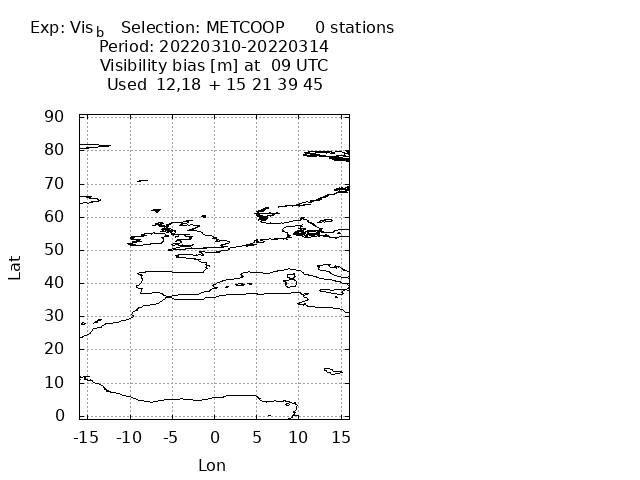 Exp: Vis_b Selection: METCOOP 0 stations
Period: 20220310-20220314
Visibility bias [m] at 09 UTC
Used 12,18 + 15 21 39 45
90
80
70
60
50
40
30
20
10
0
Lat
-15 -10 -5 0 5 10 15
Lon